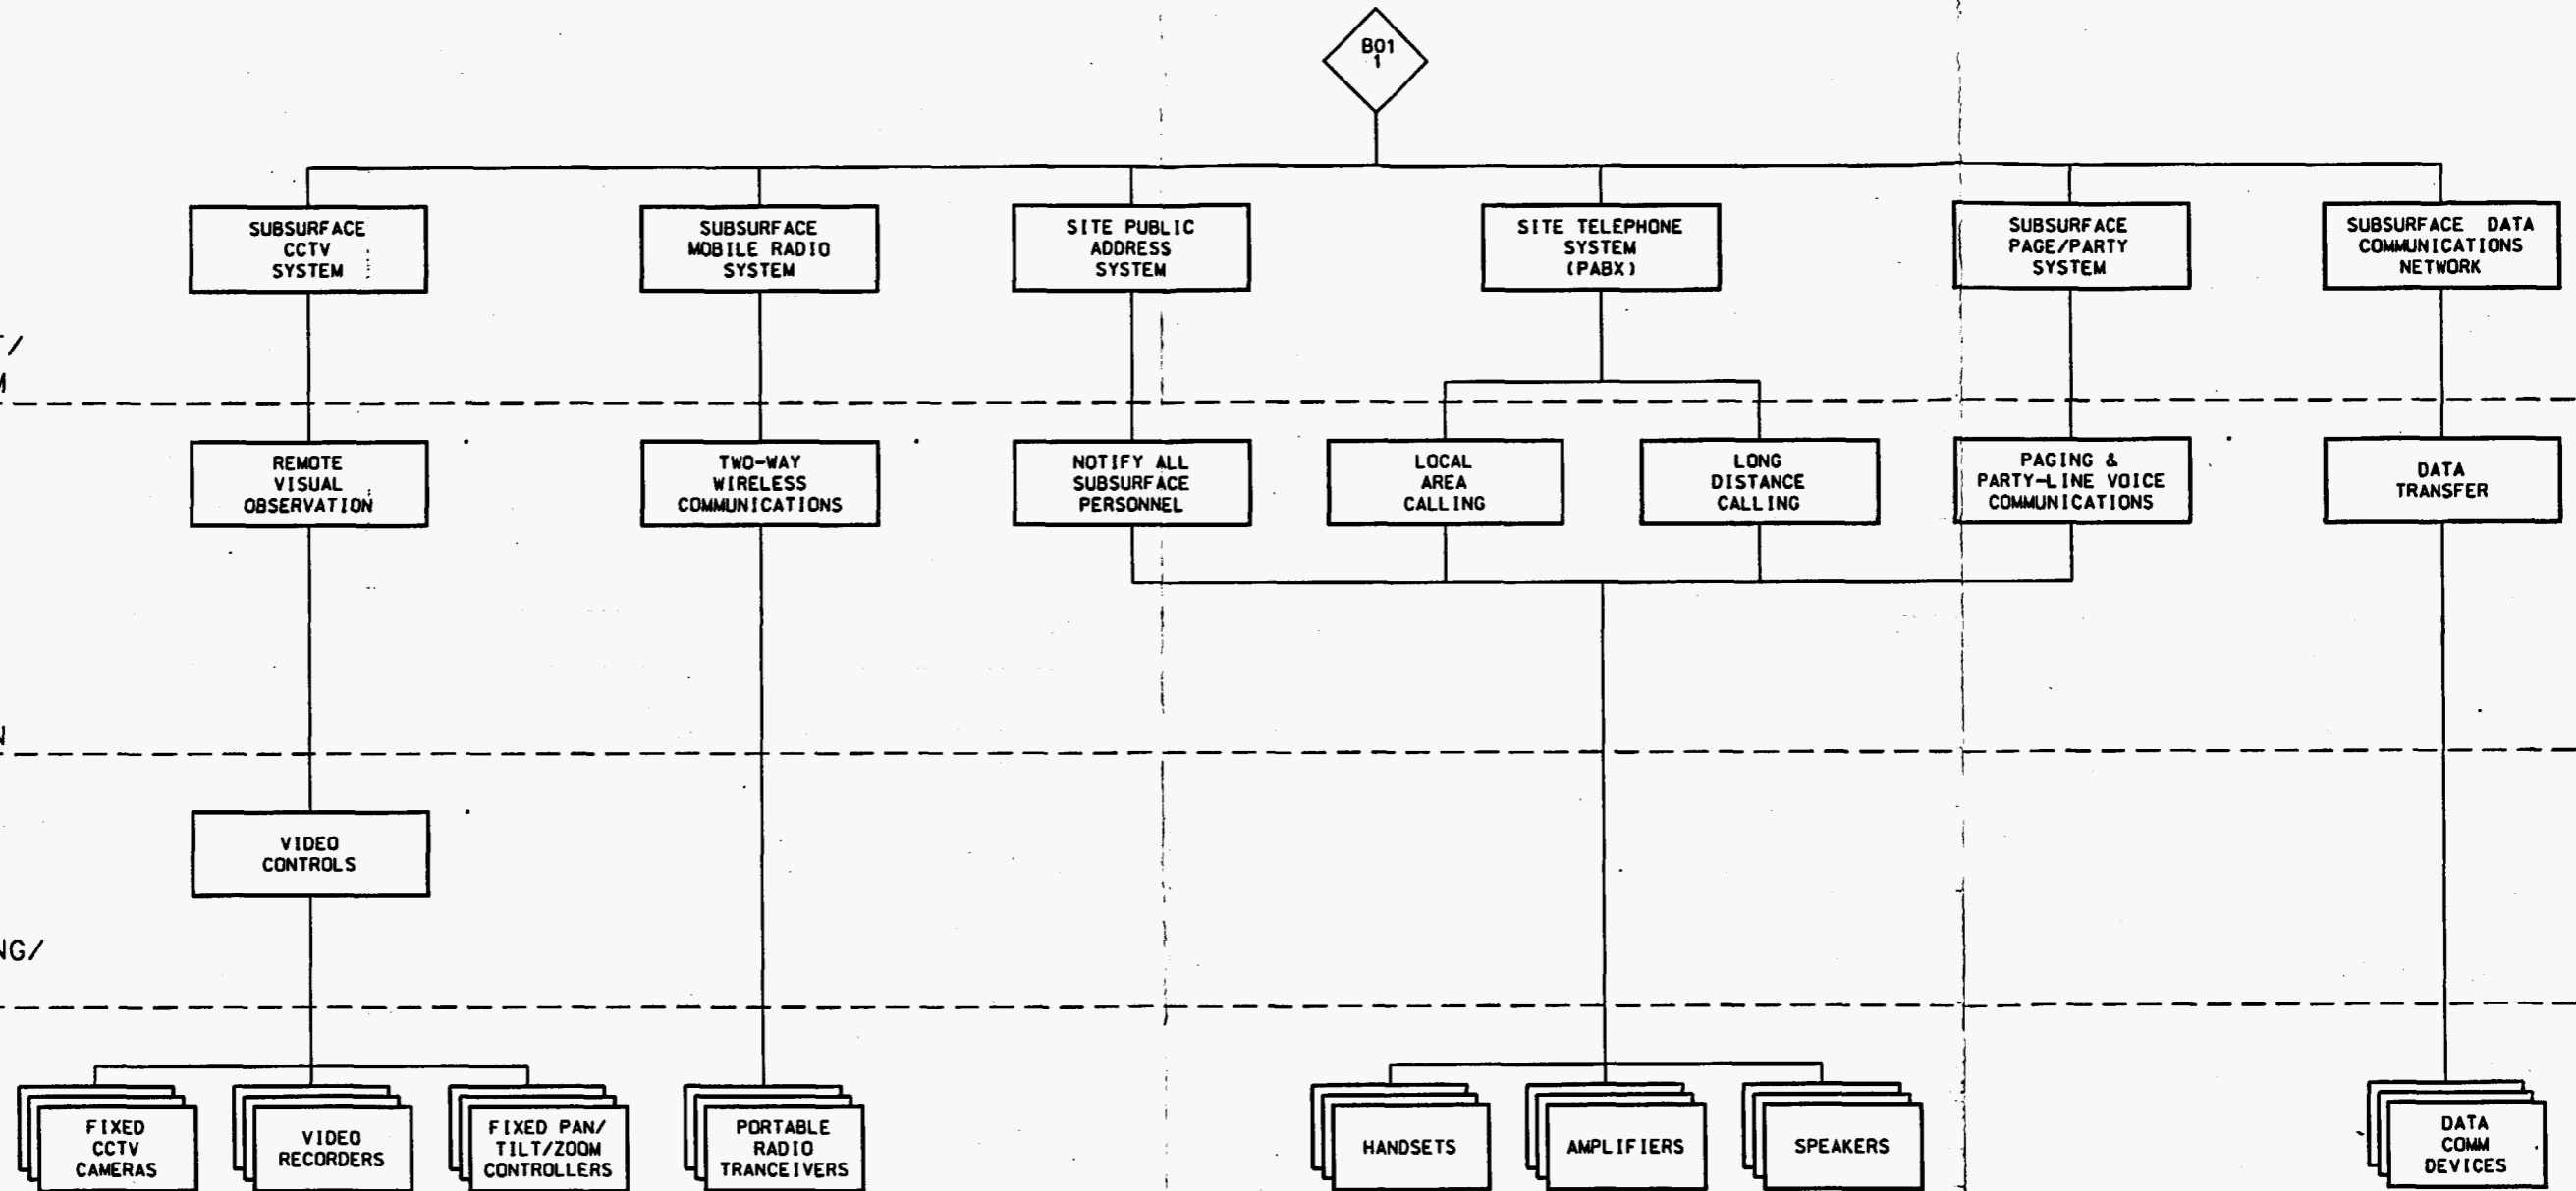 B01
1
SUBSURFACE
CCTV
SYSTEM
SUBSURFACE
MOBILE RADIO
SYSTEM
SITE PUBLIC
ADDRESS
SYSTEM
SITE TELEPHONE
SYSTEM
(PABX)
SUBSURFACE
PAGE/PARTY
SYSTEM
SUBSURFACE DATA
COMMUNICATIONS
NETWORK
REMOTE
VISUAL
OBSERVATION
TWO-WAY
WIRELESS
COMMUNICATIONS
NOTIFY ALL
SUBSURFACE
PERSONNEL
LOCAL
AREA
CALLING
LONG
DISTANCE
CALLING
PAGING &
PARTY-LINE VOICE
COMMUNICATIONS
DATA
TRANSFER
VIDEO
CONTROLS
NG/
FIXED
CCTV
CAMERAS
VIDEO
RECORDERS
FIXED PAN/
TILT/ZOOM
CONTROLLERS
PORTABLE
RADIO
TRANCEIVERS
HANDSETS
AMPLIFIERS
SPEAKERS
DATA
COMM
DEVICES